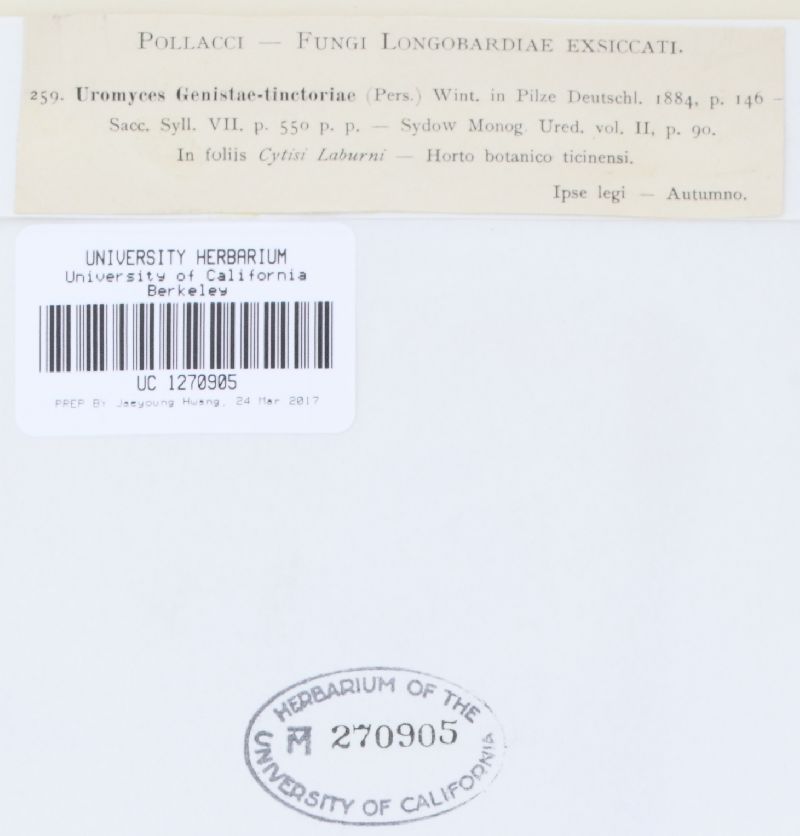 POLLACCI — FUNGI LONGOBARDIAE EXSICCATI.
259. Uromyces Genistae-tinctoriae (Pers.) Wint. in Pilze Deutschl. 1884, p. 146 –
Sacc. Syll. VII, p. 550 p. p. — Sydow Monog. Ured. vol. II, p. 90.
In foliis Cytisi Laburni — Horto botanico ticinensi.
Ipse legi — Autumno.
UNIVERSITY HERBARIUM
University of California
Berkeley
UC 1270905
PREP BY Jaeyoung Hwang, 24 Mar 2017
HERBARIUM OF THE
270905
UNIVERSITY OF CALIFORNIA